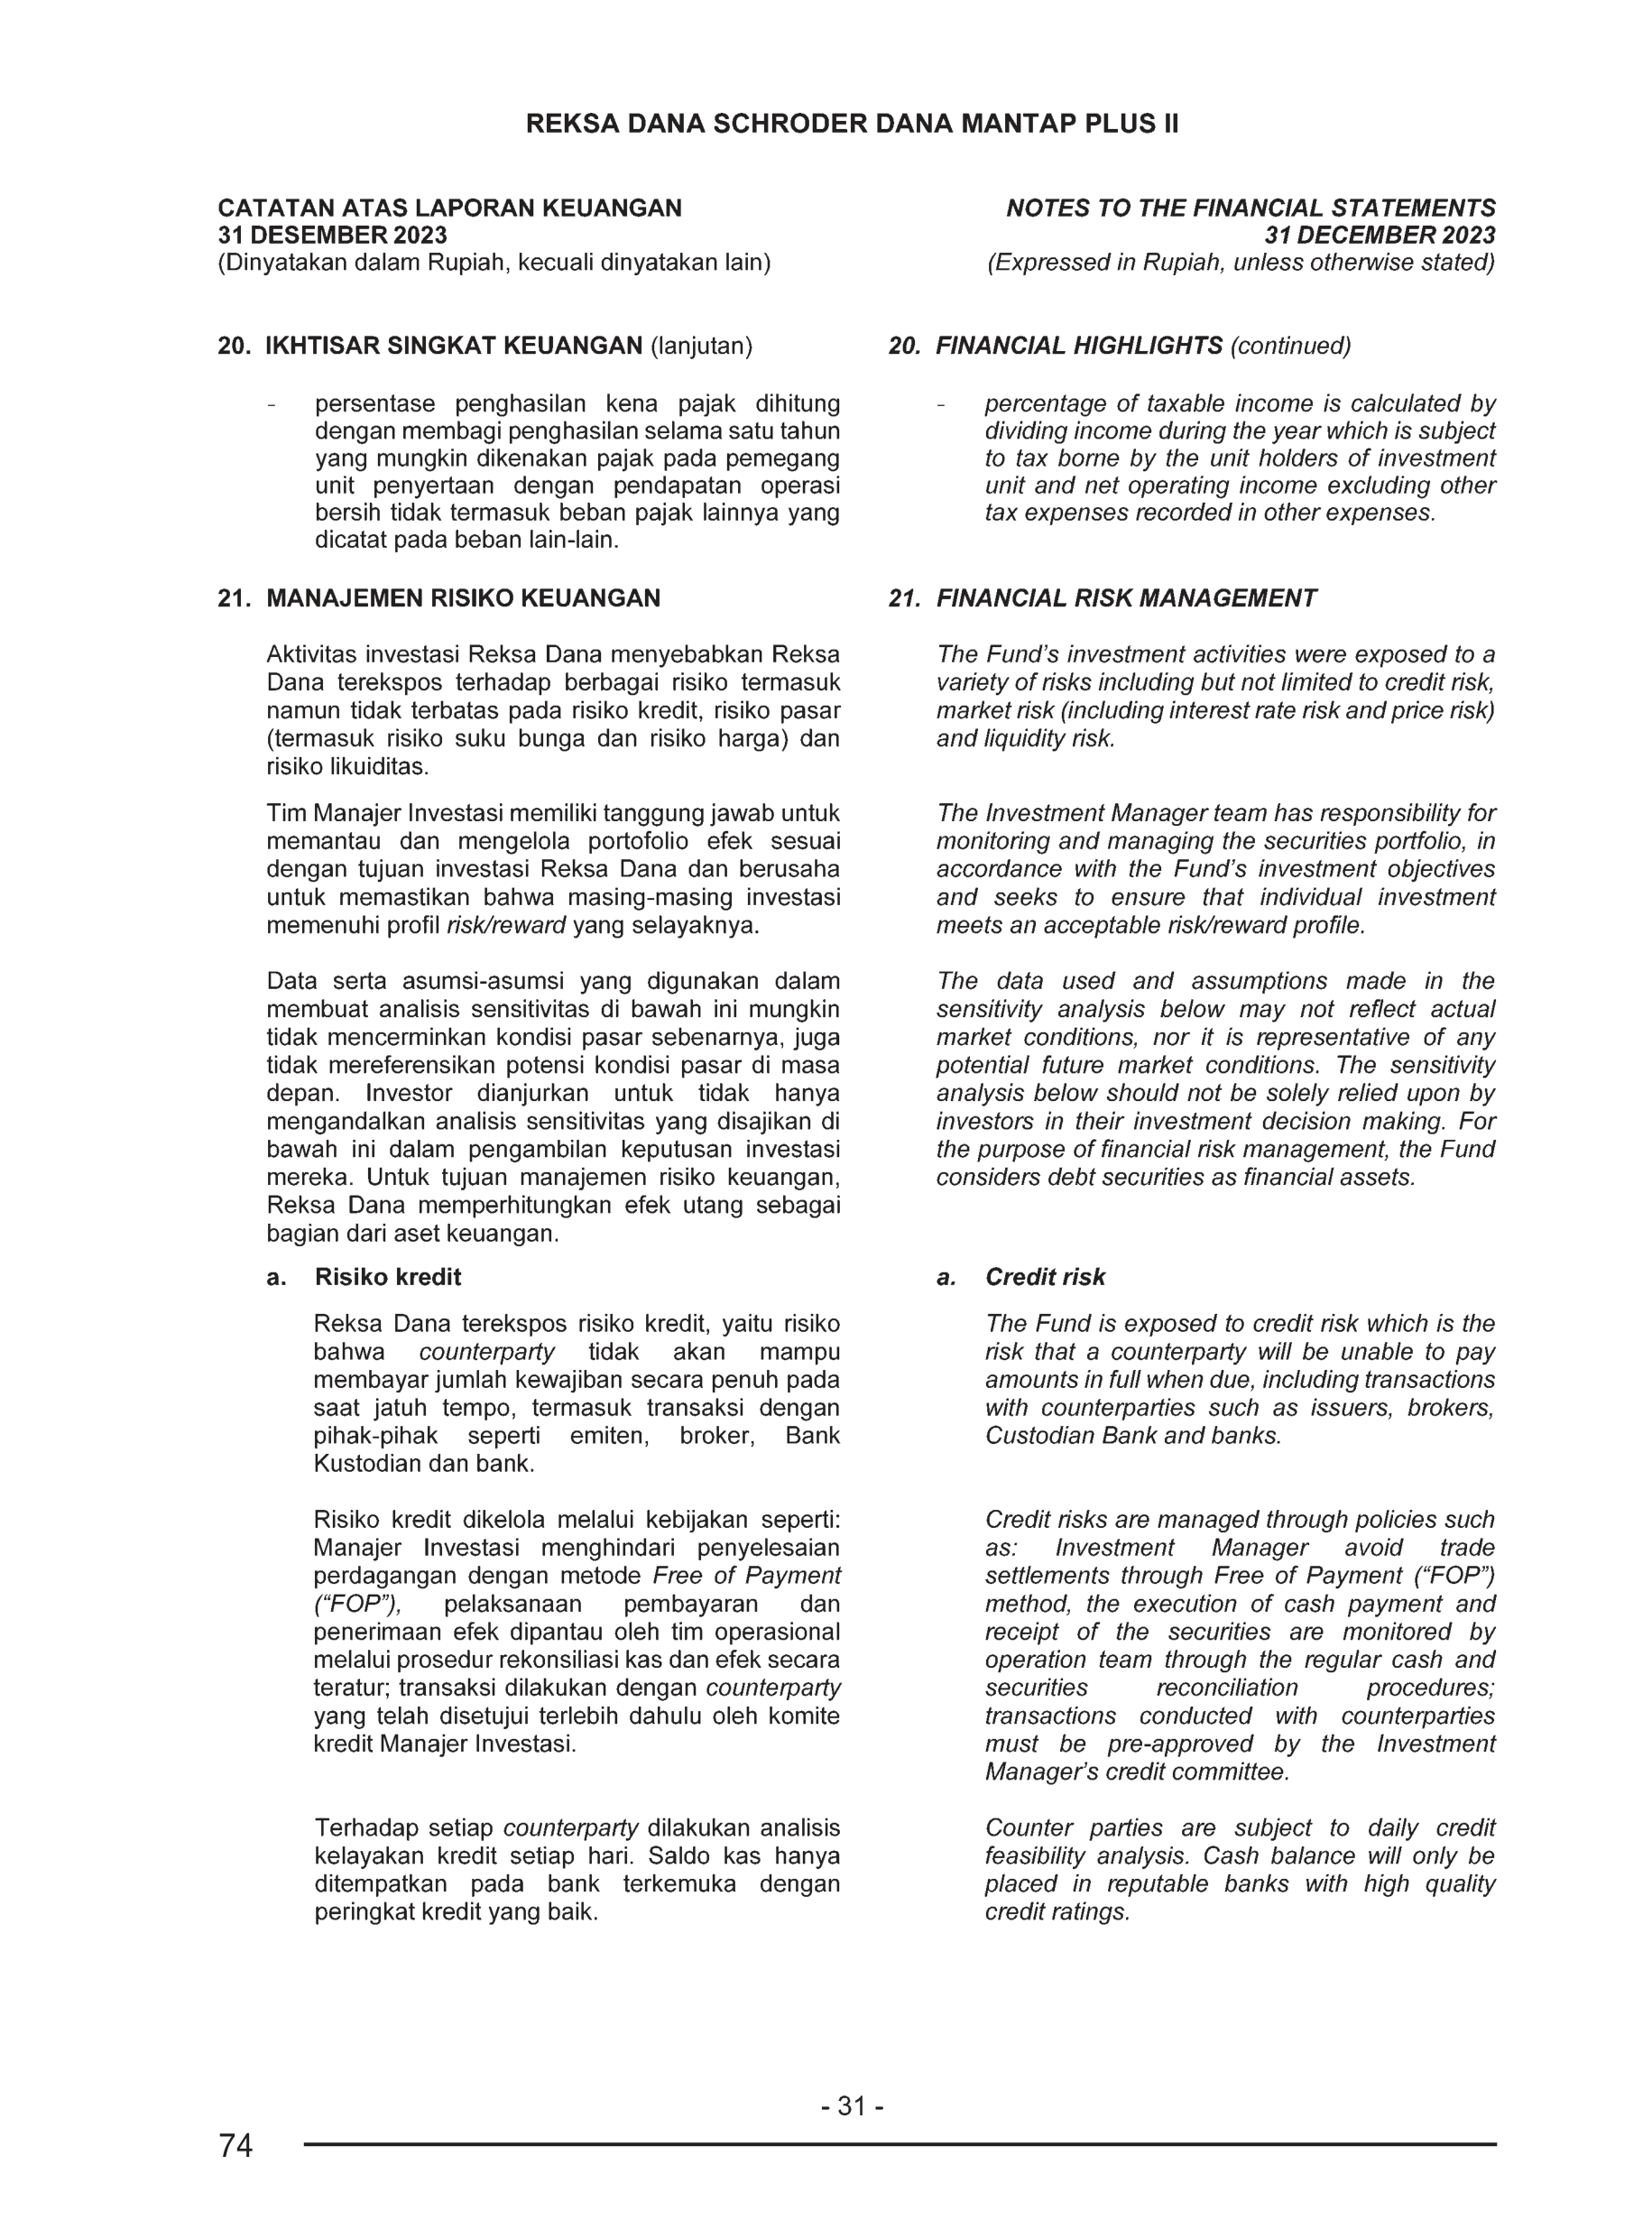 REKSA DANA SCHRODER DANA MANTAP PLUS II
CATATAN ATAS LAPORAN KEUANGAN
31 DESEMBER 2023
(Dinyatakan dalam Rupiah, kecuali dinyatakan lain)
NOTES TO THE FINANCIAL STATEMENTS
31 DECEMBER 2023
(Expressed in Rupiah, unless otherwise stated)
20. IKHTISAR SINGKAT KEUANGAN (lanjutan)
- persentase penghasilan kena pajak dihitung
dengan membagi penghasilan selama satu tahun
yang mungkin dikenakan pajak pada pemegang
unit penyertaan dengan pendapatan operasi
bersih tidak termasuk beban pajak lainnya yang
dicatat pada beban lain-lain.
20. FINANCIAL HIGHLIGHTS (continued)
- percentage of taxable income is calculated by
dividing income during the year which is subject
to tax borne by the unit holders of investment
unit and net operating income excluding other
tax expenses recorded in other expenses.
21. MANAJEMEN RISIKO KEUANGAN
Aktivitas investasi Reksa Dana menyebabkan Reksa
Dana terekspos terhadap berbagai risiko termasuk
namun tidak terbatas pada risiko kredit, risiko pasar
(termasuk risiko suku bunga dan risiko harga) dan
risiko likuiditas.
Tim Manajer Investasi memiliki tanggung jawab untuk
memantau dan mengelola portofolio efek sesuai
dengan tujuan investasi Reksa Dana dan berusaha
untuk memastikan bahwa masing-masing investasi
memenuhi profil risk/reward yang selayaknya.
Data serta asumsi-asumsi yang digunakan dalam
membuat analisis sensitivitas di bawah ini mungkin
tidak mencerminkan kondisi pasar sebenarnya, juga
tidak mereferensikan potensi kondisi pasar di masa
depan. Investor dianjurkan untuk tidak hanya
mengandalkan analisis sensitivitas yang disajikan di
bawah ini dalam pengambilan keputusan investasi
mereka. Untuk tujuan manajemen risiko keuangan,
Reksa Dana memperhitungkan efek utang sebagai
bagian dari aset keuangan.
a. Risiko kredit
Reksa Dana terekspos risiko kredit, yaitu risiko
bahwa counterparty tidak akan mampu
membayar jumlah kewajiban secara penuh pada
saat jatuh tempo, termasuk transaksi dengan
pihak-pihak seperti emiten, broker, Bank
Kustodian dan bank.
Risiko kredit dikelola melalui kebijakan seperti:
Manajer Investasi menghindari penyelesaian
perdagangan dengan metode Free of Payment
(“FOP”), pelaksanaan pembayaran dan
penerimaan efek dipantau oleh tim operasional
melalui prosedur rekonsiliasi kas dan efek secara
teratur; transaksi dilakukan dengan counterparty
yang telah disetujui terlebih dahulu oleh komite
kredit Manajer Investasi.
Terhadap setiap counterparty dilakukan analisis
kelayakan kredit setiap hari. Saldo kas hanya
ditempatkan pada bank terkemuka dengan
peringkat kredit yang baik.
21. FINANCIAL RISK MANAGEMENT
The Fund’s investment activities were exposed to a
variety of risks including but not limited to credit risk,
market risk (including interest rate risk and price risk)
and liquidity risk.
The Investment Manager team has responsibility for
monitoring and managing the securities portfolio, in
accordance with the Fund’s investment objectives
and seeks to ensure that individual investment
meets an acceptable risk/reward profile.
The data used and assumptions made in the
sensitivity analysis below may not reflect actual
market conditions, nor it is representative of any
potential future market conditions. The sensitivity
analysis below should not be solely relied upon by
investors in their investment decision making. For
the purpose of financial risk management, the Fund
considers debt securities as financial assets.
a. Credit risk
The Fund is exposed to credit risk which is the
risk that a counterparty will be unable to pay
amounts in full when due, including transactions
with counterparties such as issuers, brokers,
Custodian Bank and banks.
Credit risks are managed through policies such
as: Investment Manager avoid trade
settlements through Free of Payment (“FOP”)
method, the execution of cash payment and
receipt of the securities are monitored by
operation team through the regular cash and
securities reconciliation procedures;
transactions conducted with counterparties
must be pre-approved by the Investment
Manager’s credit committee.
Counter parties are subject to daily credit
feasibility analysis. Cash balance will only be
placed in reputable banks with high quality
credit ratings.
- 31 -
74